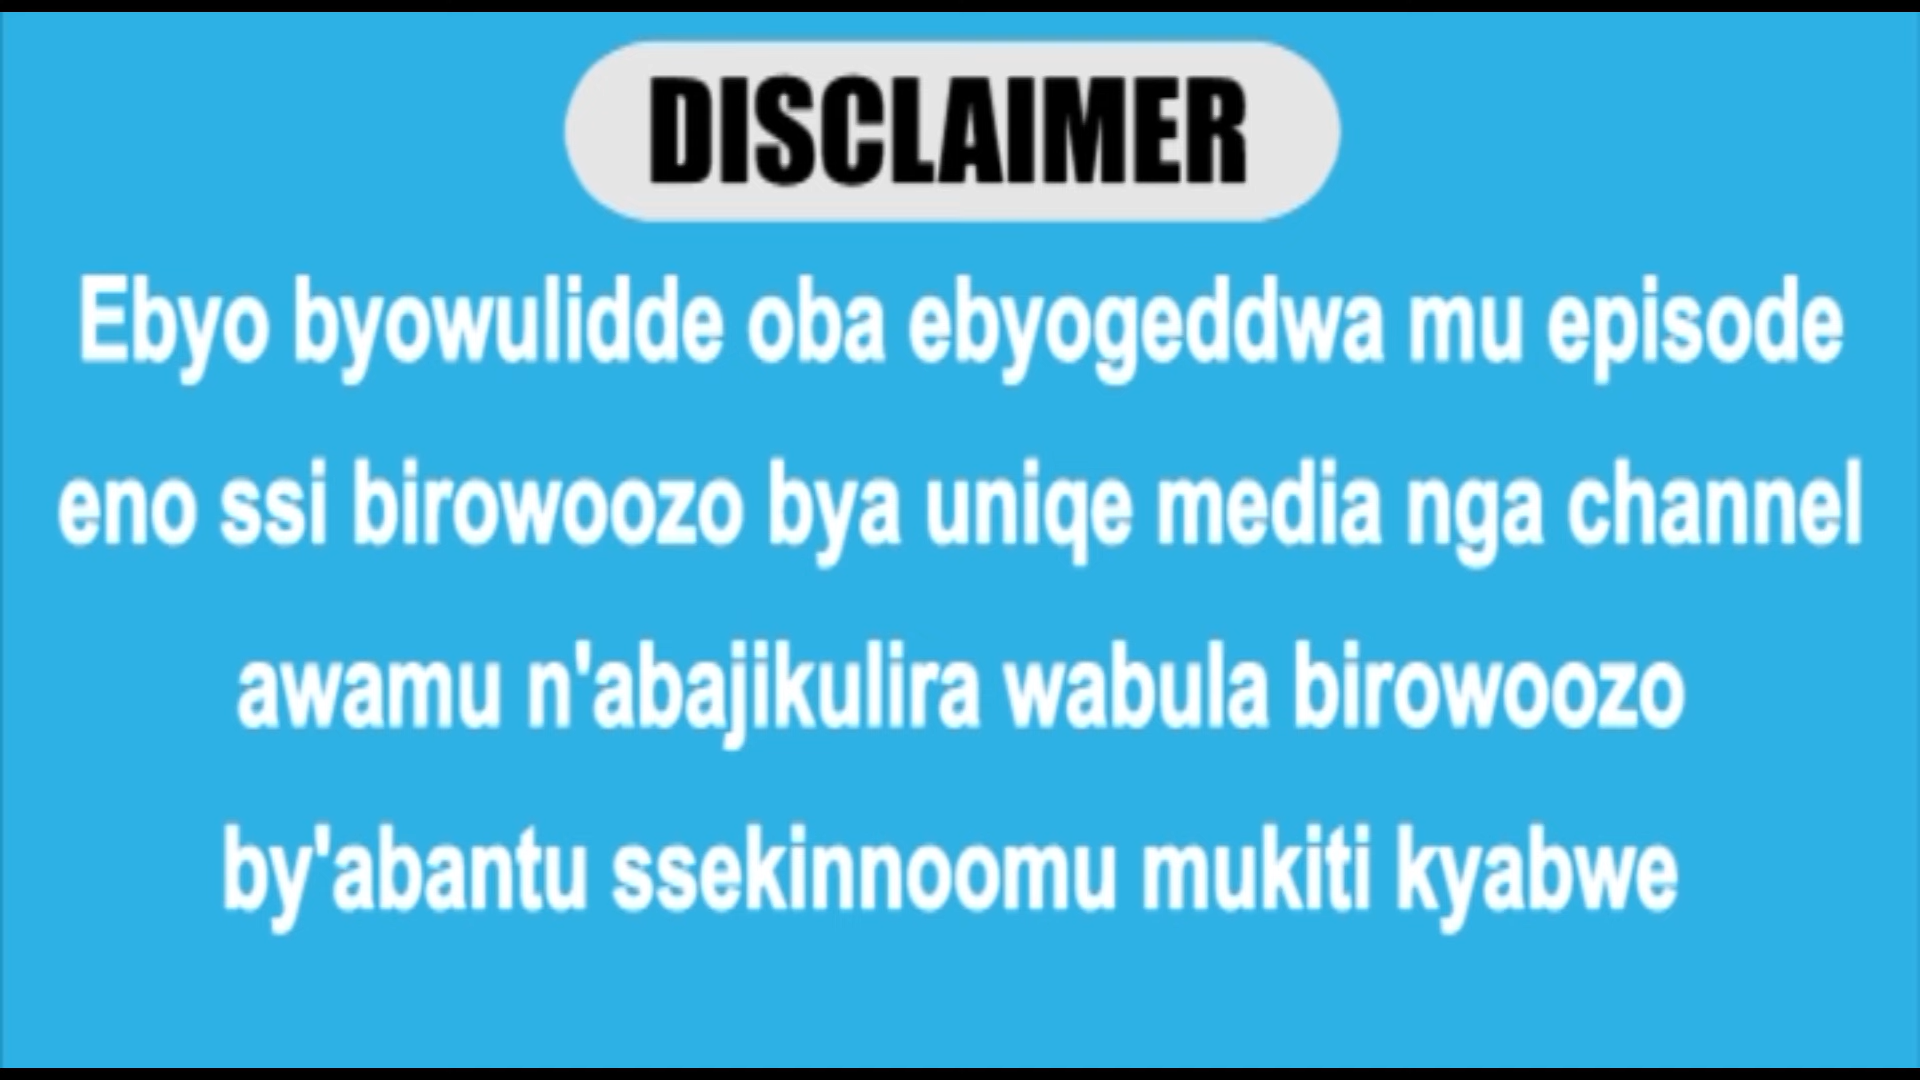 DISCLAIMER
Ebyo byowulidde oba ebyogeddwa mu episode
eno ssi birowoozo bya uniqe media nga channel
awamu n'abajikulira wabula birowoozo
by'abantu ssekinnoomu mukiti kyabwe